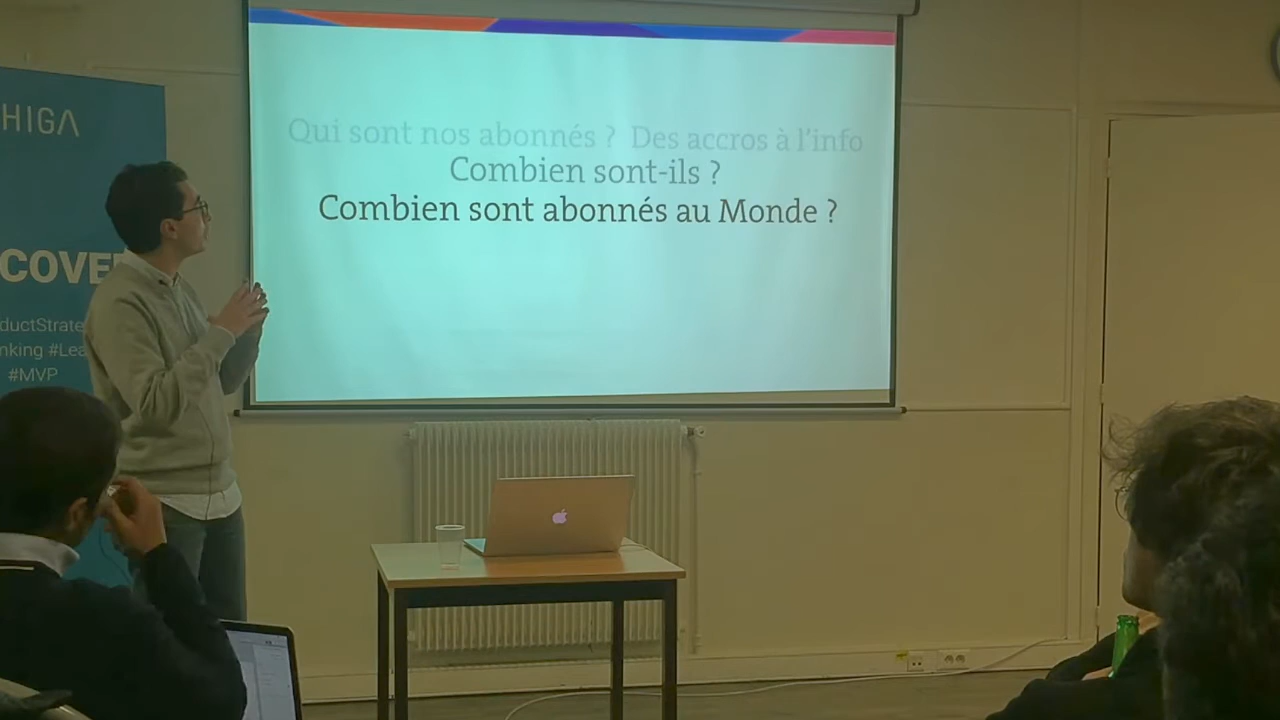 HIGA
COVE
ductStrate
nking #Lea
#MVP
Qui sont nos abonnés ? Des accros à l'info
Combien sont-ils ?
Combien sont abonnés au Monde ?